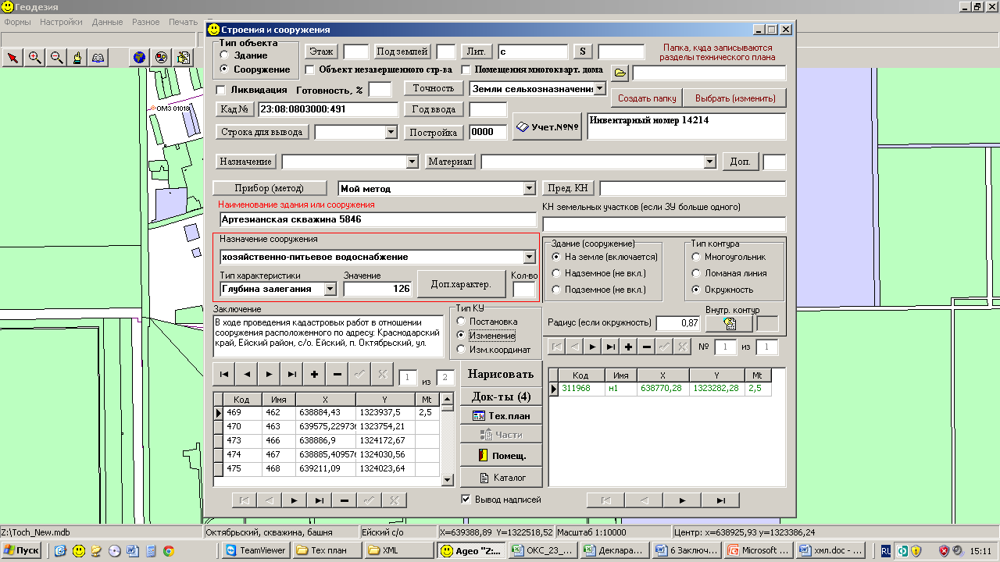 Геодезия
Формы Настройки Данные Разное Печать
Строения и сооружения
Тип объекта
Здание
Сооружение
Этаж
Под землей
Лит. с
S
Папка, куда записываются
разделы технического плана
Объект незавершенного стр-ва
Помещения многокварт. дома
Ликвидация
Готовность, %
Точность
Земли сельхозназначени
Создать папку
Выбрать (изменить)
Кад.№ 23:08:0803000:491
Год ввода
Строка для вывода
Постройка 0000
Учет.№№
Инвентарный номер 14214
Назначение
Материал
Доп.
Прибор (метод) Мой метод
Пред. КН
Наименование здания или сооружения
Артезианская скважина 5846
КН земельных участков (если ЗУ больше одного)
Назначение сооружения
хозяйственно-питьевое водоснабжение
Тип характеристики
Глубина залегания
Значение
126
Доп.характер.
Кол-во
Здание (сооружение)
На земле (включается)
Надземное (не вкл.)
Подземное (не вкл.)
Тип контура
Многоугольник
Ломаная линия
Окружность
Заключение
В ходе проведения кадастровых работ в отношении
сооружения расположенного по адресу: Краснодарский
край, Ейский район, с/о. Ейский, п. Октябрьский, ул.
Тип КУ
Постановка
Изменение
Изм.координат
Радиус (если окружность) 0,87
Внутр. контур
№ 1 из 1
1 из 2
Нарисовать
Док-ты (4)
Тех.план
Части
Помещ.
Каталог
Вывод надписей
Код Имя X Y Mt
469 462 638884,43 1323937,5 2,5
470 463 639575,22973 1323754,21
473 466 638886,9 1324172,67
474 467 638885,40957 1324030,56
475 468 639211,09 1324023,64
Код Имя X Y Mt
311968 н1 638770,28 1323282,28 2,5
ОМЗ 01018
Z:\Toch_New.mdb
Октябрьский, скважина, башня
Ейский с/о
X=639388,89 Y=1322518,52
Масштаб 1:10000
Центр: x=638925,93 y=1323386,24
Пуск
TeamViewer
Тех план
XML
Ageo "Z:...
ОКС_23_...
Деклара...
6 Заключ...
Microsoft ...
хмл.doc - ...
RU
15:11